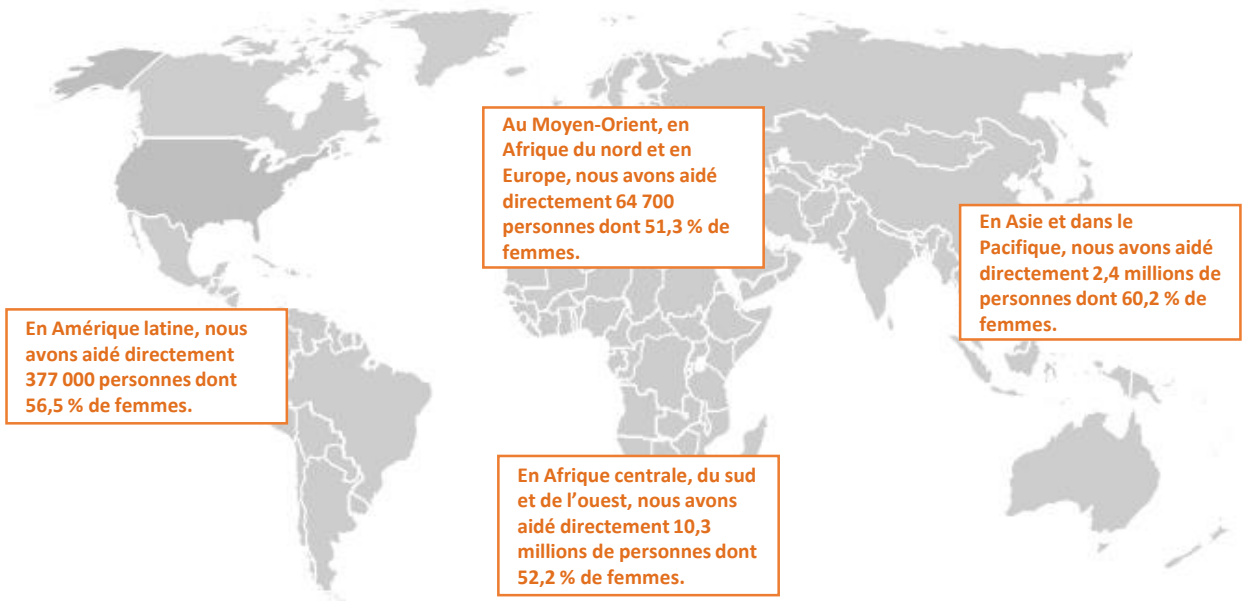 Au Moyen-Orient, en
Afrique du nord et en
Europe, nous avons aidé
directement 64 700
personnes dont 51,3 % de
femmes.
En Asie et dans le
Pacifique, nous avons aidé
directement 2,4 millions de
personnes dont 60,2 % de
femmes.
En Amérique latine, nous
avons aidé directement
377 000 personnes dont
56,5 % de femmes.
En Afrique centrale, du sud
et de l’ouest, nous avons
aidé directement 10,3
millions de personnes dont
52,2 % de femmes.